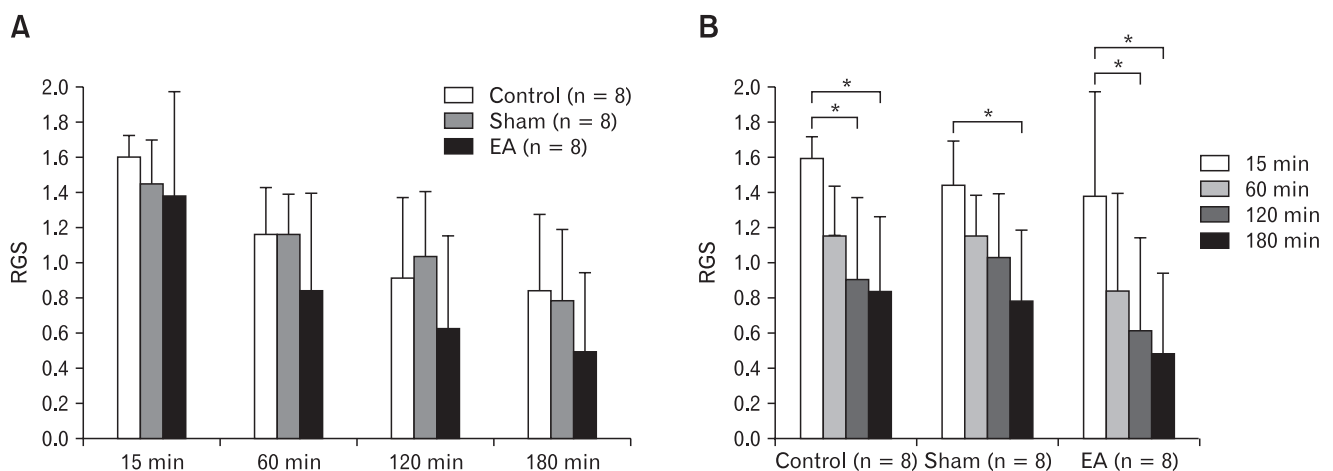 A
2.0
1.8
1.6
1.4
1.2
1.0
0.8
0.6
0.4
0.2
0.0
RGS
Control (n = 8)
Sham (n = 8)
EA (n = 8)
15 min
60 min
120 min
180 min
B
2.0
1.8
1.6
1.4
1.2
1.0
0.8
0.6
0.4
0.2
0.0
RGS
*
*
*
*
*
15 min
60 min
120 min
180 min
Control (n = 8)
Sham (n = 8)
EA (n = 8)